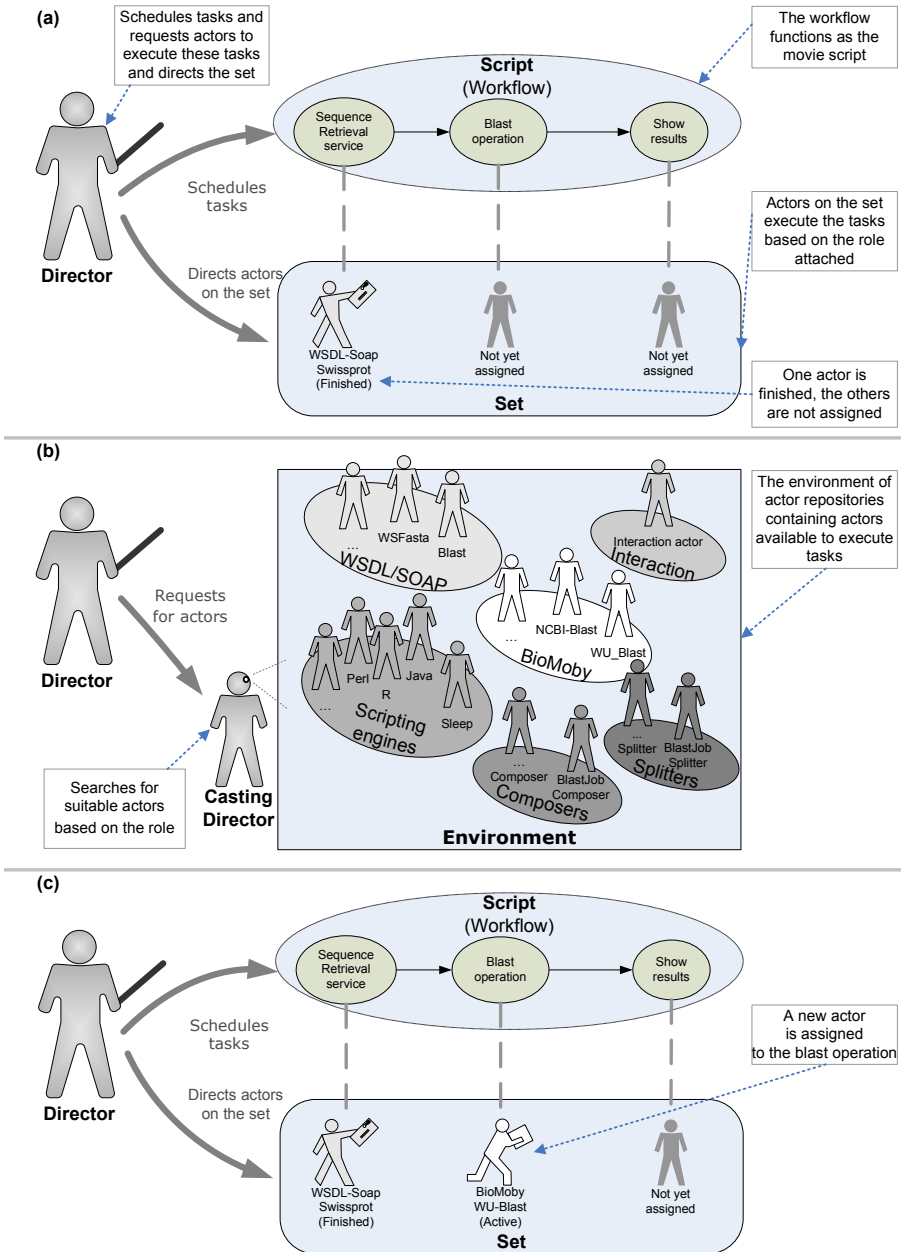 (a)
Schedules tasks and
requests actors to
execute these tasks
and directs the set
The workflow
functions as the
movie script
Script
(Workflow)
Sequence
Retrieval
service
Blast
operation
Show
results
Schedules
tasks
Director
Directs actors
on the set
Actors on the set
execute the tasks
based on the role
attached
WSDL-Soap
Swissprot
(Finished)
Not yet
assigned
Not yet
assigned
Set
One actor is
finished, the others
are not assigned
(b)
The environment of
actor repositories
containing actors
available to execute
tasks
...
WSFasta
Blast
WSDL/SOAP
Interaction actor
Interaction
...
NCBI-Blast
WU_Blast
BioMoby
Requests
for actors
Director
...
Perl
R
Java
Sleep
Scripting
engines
...
Composer
BlastJob
Composer
Composers
...
Splitter
BlastJob
Splitter
Splitters
Searches for
suitable actors
based on the role
Casting
Director
Environment
(c)
Script
(Workflow)
Sequence
Retrieval
service
Blast
operation
Show
results
Schedules
tasks
Director
Directs actors
on the set
A new actor
is assigned
to the blast operation
WSDL-Soap
Swissprot
(Finished)
BioMoby
WU-Blast
(Active)
Not yet
assigned
Set